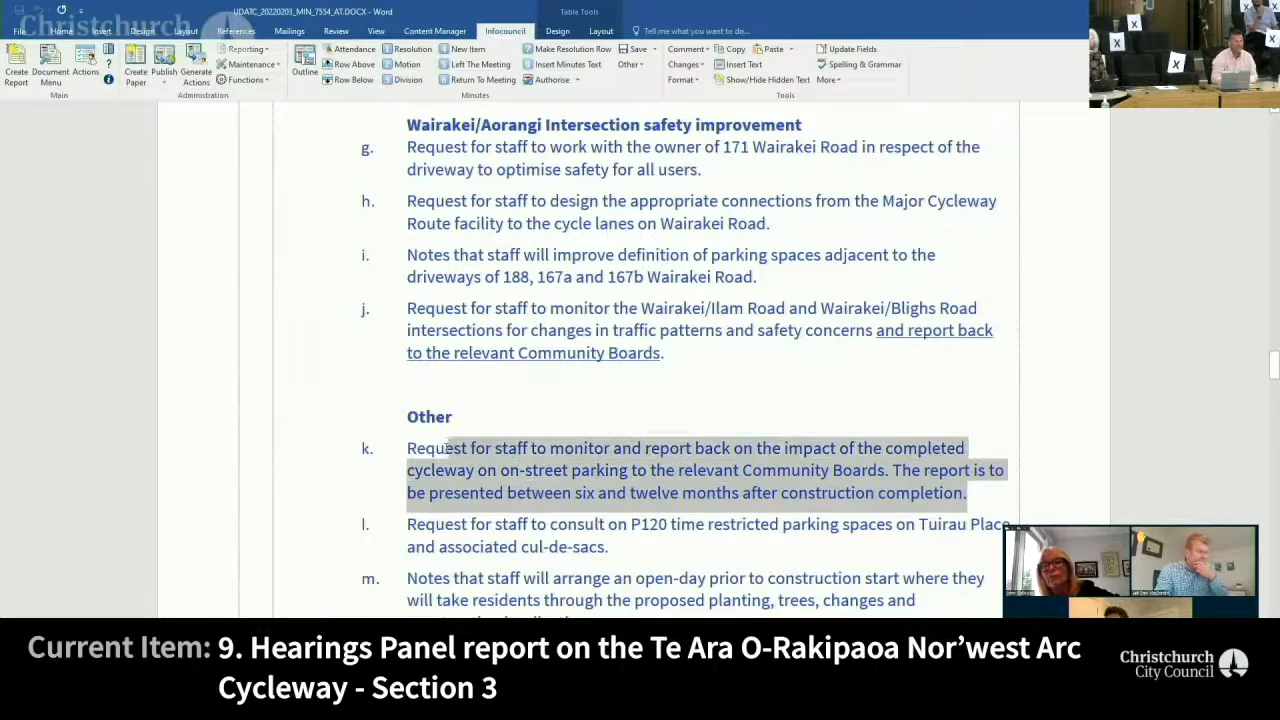 UDATC_20220203_MIN_7554_AT.DOCX - Word
Table Tools
Christchurch
File Home Insert Design Layout References Mailings Review View Content Manager Infocouncil Design Layout Tell me what you want to do...
Create Report
Document Menu
Actions
Main
Create Paper
Publish
Generate Actions
Reporting
Maintenance
Functions
Administration
Outline
Attendance
Row Above
Row Below
Resolution
Motion
Division
New Item
Left The Meeting
Return To Meeting
Make Resolution Row
Insert Minutes Text
Authorise
Save
Other
Minutes
Comment
Changes
Format
Copy
Paste
Insert Text
Show/Hide Hidden Text
Update Fields
Spelling & Grammar
More
Tools
X X X X X X
Wairakei/Aorangi Intersection safety improvement
g. Request for staff to work with the owner of 171 Wairakei Road in respect of the
driveway to optimise safety for all users.
h. Request for staff to design the appropriate connections from the Major Cycleway
Route facility to the cycle lanes on Wairakei Road.
i. Notes that staff will improve definition of parking spaces adjacent to the
driveways of 188, 167a and 167b Wairakei Road.
j. Request for staff to monitor the Wairakei/Ilam Road and Wairakei/Blighs Road
intersections for changes in traffic patterns and safety concerns and report back
to the relevant Community Boards.
Other
k. Request for staff to monitor and report back on the impact of the completed
cycleway on on-street parking to the relevant Community Boards. The report is to
be presented between six and twelve months after construction completion.
l. Request for staff to consult on P120 time restricted parking spaces on Tuirau Place
and associated cul-de-sacs.
m. Notes that staff will arrange an open-day prior to construction start where they
will take residents through the proposed planting, trees, changes and
Current Item: 9. Hearings Panel report on the Te Ara O-Rakipaoa Nor’west Arc
Cycleway - Section 3
Christchurch
City Council